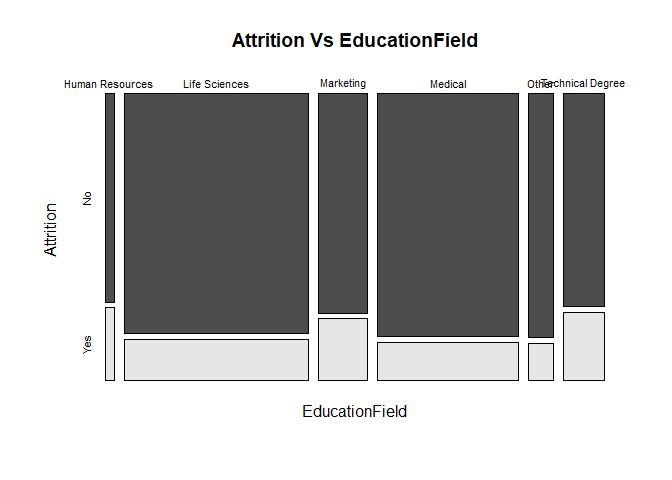 Attrition Vs EducationField
Human Resources Life Sciences Marketing Medical Other Technical Degree
No
Attrition
Yes
EducationField